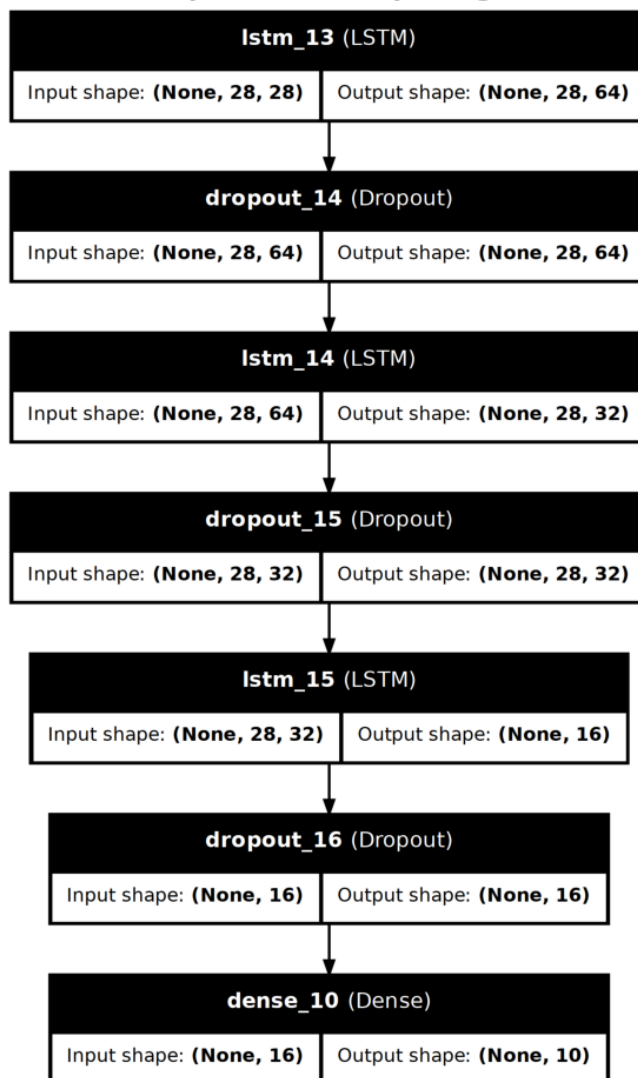 lstm_13 (LSTM)
Input shape: (None, 28, 28) Output shape: (None, 28, 64)
dropout_14 (Dropout)
Input shape: (None, 28, 64) Output shape: (None, 28, 64)
lstm_14 (LSTM)
Input shape: (None, 28, 64) Output shape: (None, 28, 32)
dropout_15 (Dropout)
Input shape: (None, 28, 32) Output shape: (None, 28, 32)
lstm_15 (LSTM)
Input shape: (None, 28, 32) Output shape: (None, 16)
dropout_16 (Dropout)
Input shape: (None, 16) Output shape: (None, 16)
dense_10 (Dense)
Input shape: (None, 16) Output shape: (None, 10)